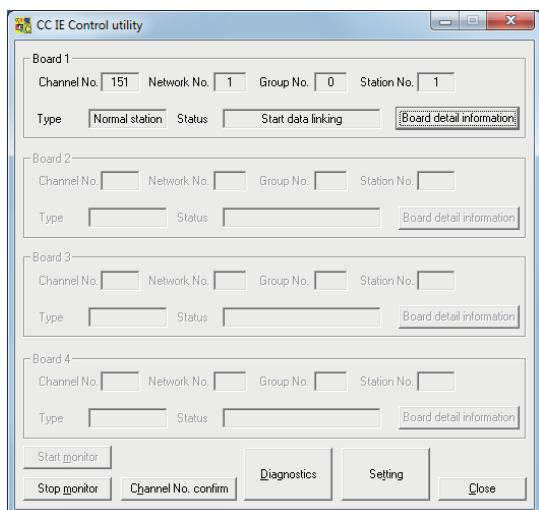 CC IE Control utility
Board 1
Channel No. 151 Network No. 1 Group No. 0 Station No. 1
Type Normal station Status Start data linking Board detail information
Board 2
Channel No. Network No. Group No. Station No.
Type Status Board detail information
Board 3
Channel No. Network No. Group No. Station No.
Type Status Board detail information
Board 4
Channel No. Network No. Group No. Station No.
Type Status Board detail information
Start monitor
Diagnostics Setting
Stop monitor Channel No. confirm Close